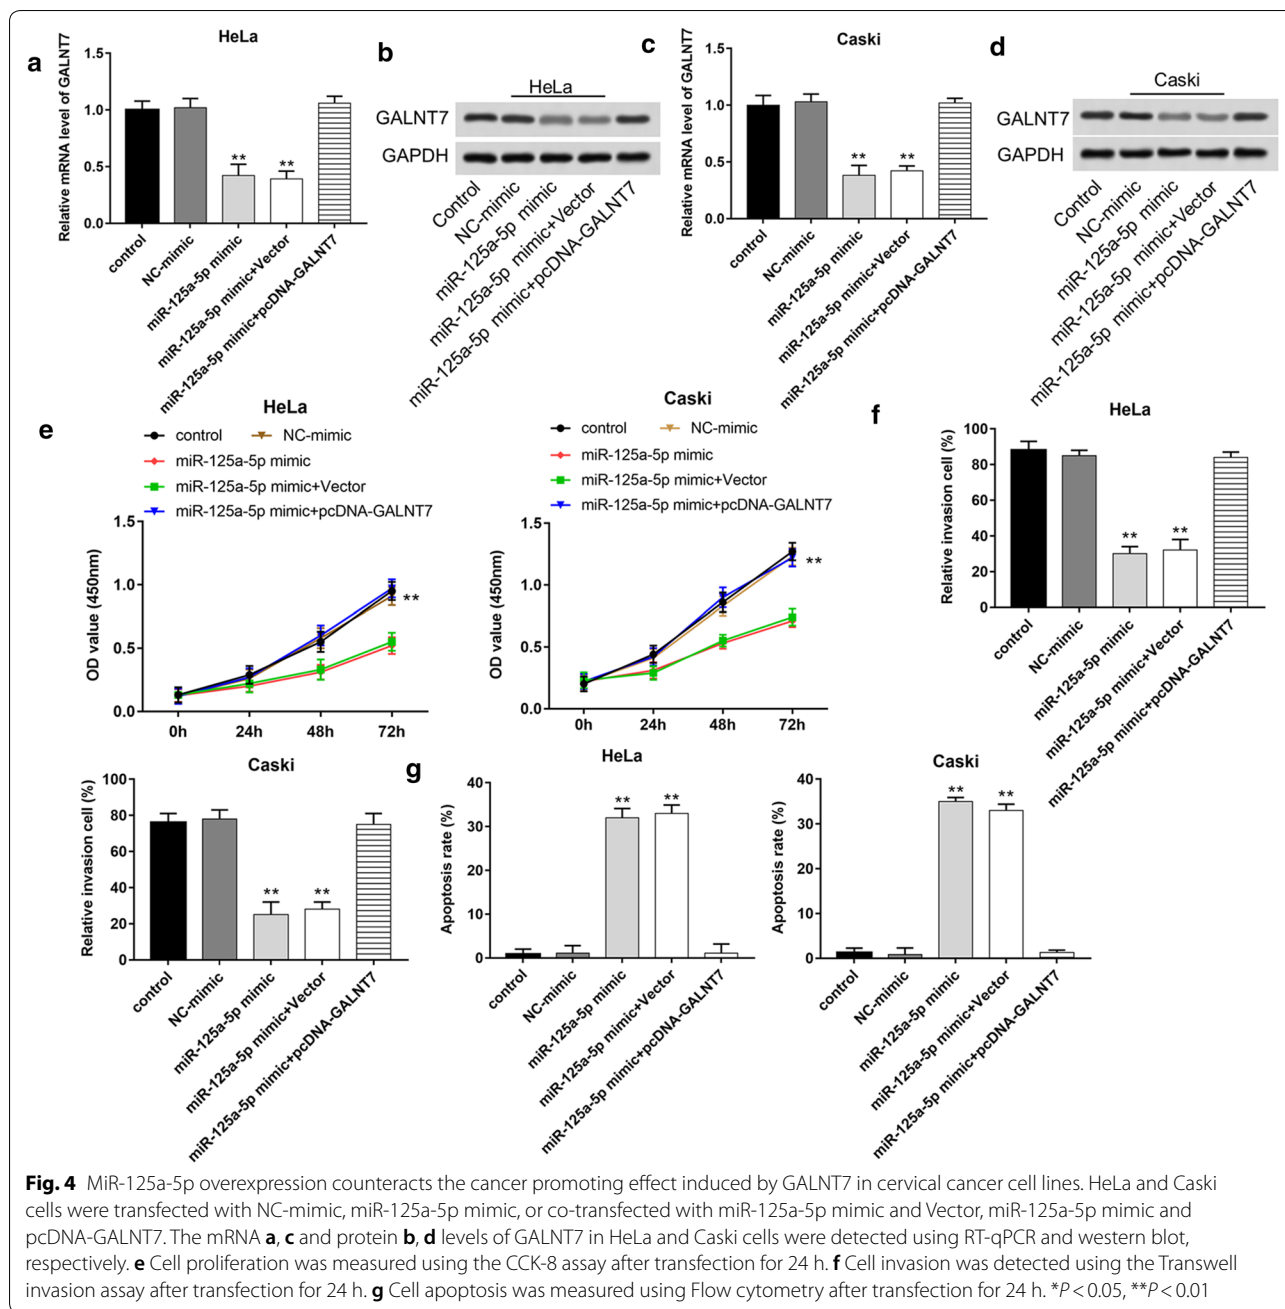 a
HeLa
Relative mRNA level of GALNT7
1.5
1.0
0.5
0.0
**
**
control
NC-mimic
miR-125a-5p mimic
miR-125a-5p mimic+Vector
miR-125a-5p mimic+pcDNA-GALNT7
b
HeLa
GALNT7
GAPDH
Control
NC-mimic
miR-125a-5p mimic
miR-125a-5p mimic+Vector
miR-125a-5p mimic+pcDNA-GALNT7
c
Caski
Relative mRNA level of GALNT7
1.5
1.0
0.5
0.0
**
**
control
NC-mimic
miR-125a-5p mimic
miR-125a-5p mimic+Vector
miR-125a-5p mimic+pcDNA-GALNT7
d
Caski
GALNT7
GAPDH
Control
NC-mimic
miR-125a-5p mimic
miR-125a-5p mimic+Vector
miR-125a-5p mimic+pcDNA-GALNT7
e
HeLa
control
NC-mimic
miR-125a-5p mimic
miR-125a-5p mimic+Vector
miR-125a-5p mimic+pcDNA-GALNT7
OD value (450nm)
1.5
1.0
0.5
0.0
**
0h 24h 48h 72h
Caski
control
NC-mimic
miR-125a-5p mimic
miR-125a-5p mimic+Vector
miR-125a-5p mimic+pcDNA-GALNT7
OD value (450nm)
1.5
1.0
0.5
0.0
**
0h 24h 48h 72h
f
HeLa
Relative invasion cell (%)
100
80
60
40
20
0
**
**
control
NC-mimic
miR-125a-5p mimic
miR-125a-5p mimic+Vector
miR-125a-5p mimic+pcDNA-GALNT7
Caski
Relative invasion cell (%)
100
80
60
40
20
0
**
**
control
NC-mimic
miR-125a-5p mimic
miR-125a-5p mimic+Vector
miR-125a-5p mimic+pcDNA-GALNT7
g
HeLa
Apoptosis rate (%)
40
30
20
10
0
**
**
control
NC-mimic
miR-125a-5p mimic
miR-125a-5p mimic+Vector
miR-125a-5p mimic+pcDNA-GALNT7
Caski
Apoptosis rate (%)
40
30
20
10
0
**
**
control
NC-mimic
miR-125a-5p mimic
miR-125a-5p mimic+Vector
miR-125a-5p mimic+pcDNA-GALNT7
Fig. 4 MiR-125a-5p overexpression counteracts the cancer promoting effect induced by GALNT7 in cervical cancer cell lines. HeLa and Caski
cells were transfected with NC-mimic, miR-125a-5p mimic, or co-transfected with miR-125a-5p mimic and Vector, miR-125a-5p mimic and
pcDNA-GALNT7. The mRNA a, c and protein b, d levels of GALNT7 in HeLa and Caski cells were detected using RT-qPCR and western blot,
respectively. e Cell proliferation was measured using the CCK-8 assay after transfection for 24 h. f Cell invasion was detected using the Transwell
invasion assay after transfection for 24 h. g Cell apoptosis was measured using Flow cytometry after transfection for 24 h. *P < 0.05, **P < 0.01